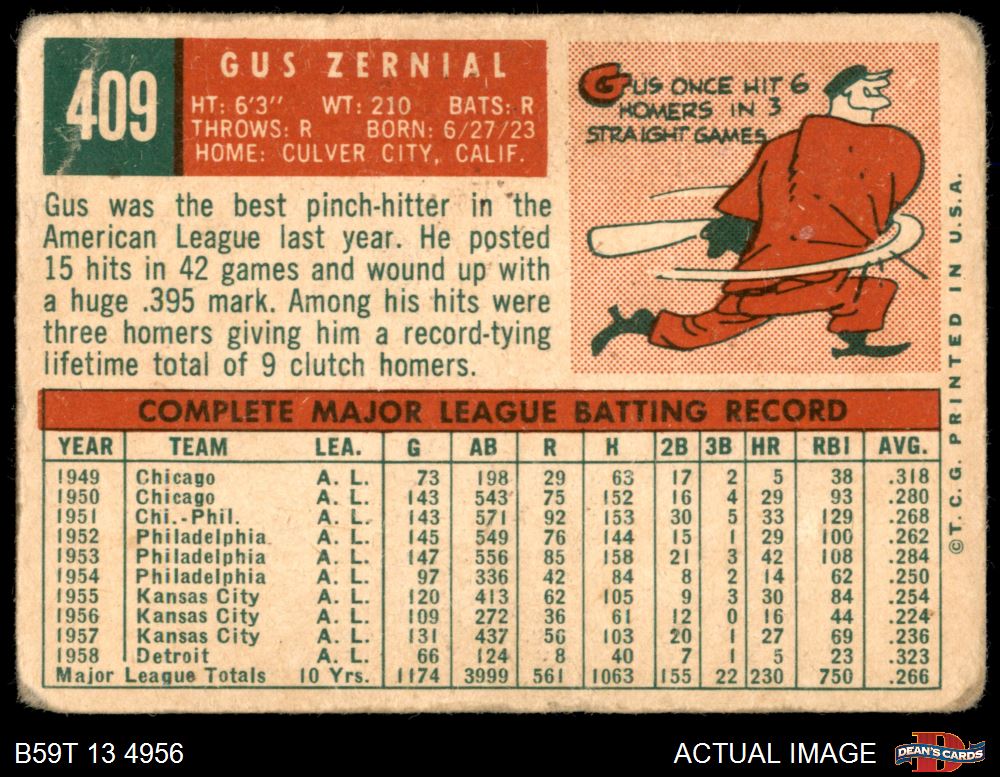 409
GUS ZERNIAL
HT: 6'3" WT: 210 BATS: R
THROWS: R BORN: 6/27/23
HOME: CULVER CITY, CALIF.
GUS ONCE HIT 6
HOMERS IN 3
STRAIGHT GAMES
Gus was the best pinch-hitter in the
American League last year. He posted
15 hits in 42 games and wound up with
a huge .395 mark. Among his hits were
three homers giving him a record-tying
lifetime total of 9 clutch homers.
COMPLETE MAJOR LEAGUE BATTING RECORD
YEAR TEAM LEA. G AB R H 2B 3B HR RBI AVG.
1949 Chicago A. L. 73 198 29 63 17 2 5 38 .318
1950 Chicago A. L. 143 543 75 152 16 4 29 93 .280
1951 Chi.-Phil. A. L. 143 571 92 153 30 5 33 129 .268
1952 Philadelphia A. L. 145 549 76 144 15 1 29 100 .262
1953 Philadelphia A. L. 147 556 85 158 21 3 42 108 .284
1954 Philadelphia A. L. 97 336 42 84 8 2 14 62 .250
1955 Kansas City A. L. 120 413 62 105 9 3 30 84 .254
1956 Kansas City A. L. 109 272 36 61 12 0 16 44 .224
1957 Kansas City A. L. 131 437 56 103 20 1 27 69 .236
1958 Detroit A. L. 66 124 8 40 7 1 5 23 .323
Major League Totals 10 Yrs. 1174 3999 561 1063 155 22 230 750 .266
©T. C. G. PRINTED IN U.S.A.
B59T 13 4956
ACTUAL IMAGE
D
DEAN'S CARDS